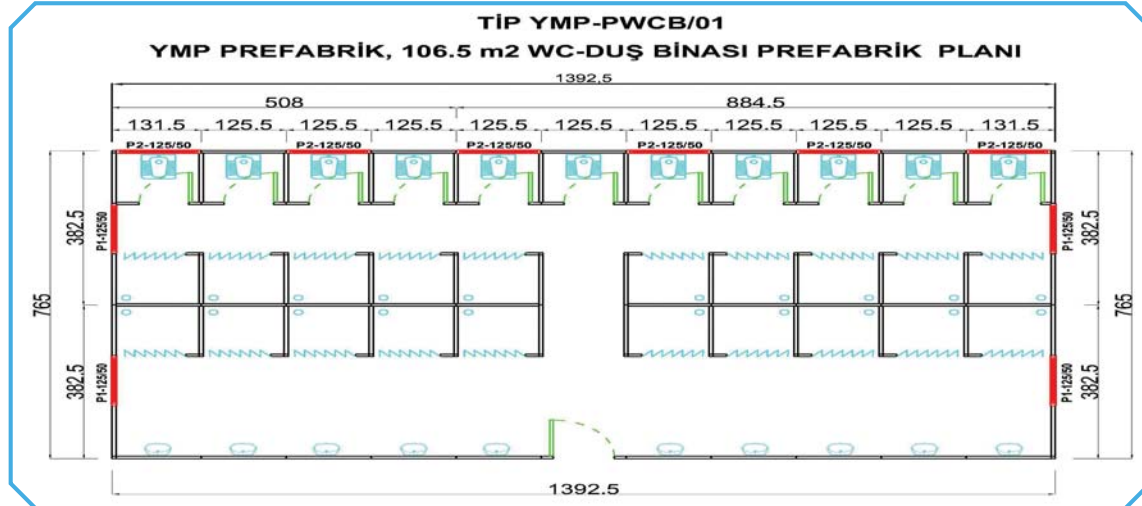 TİP YMP-PWCB/01
YMP PREFABRİK, 106.5 m2 WC-DUŞ BİNASI PREFABRİK PLANI
1392.5
508 884.5
131.5 125.5 125.5 125.5 125.5 125.5 125.5 125.5 125.5 125.5 131.5
P2-125/50 P2-125/50 P2-125/50 P2-125/50 P2-125/50 P2-125/50
382.5 P1-125/50 P1-125/50 382.5
765 765
382.5 P1-125/50 P1-125/50 382.5
1392.5